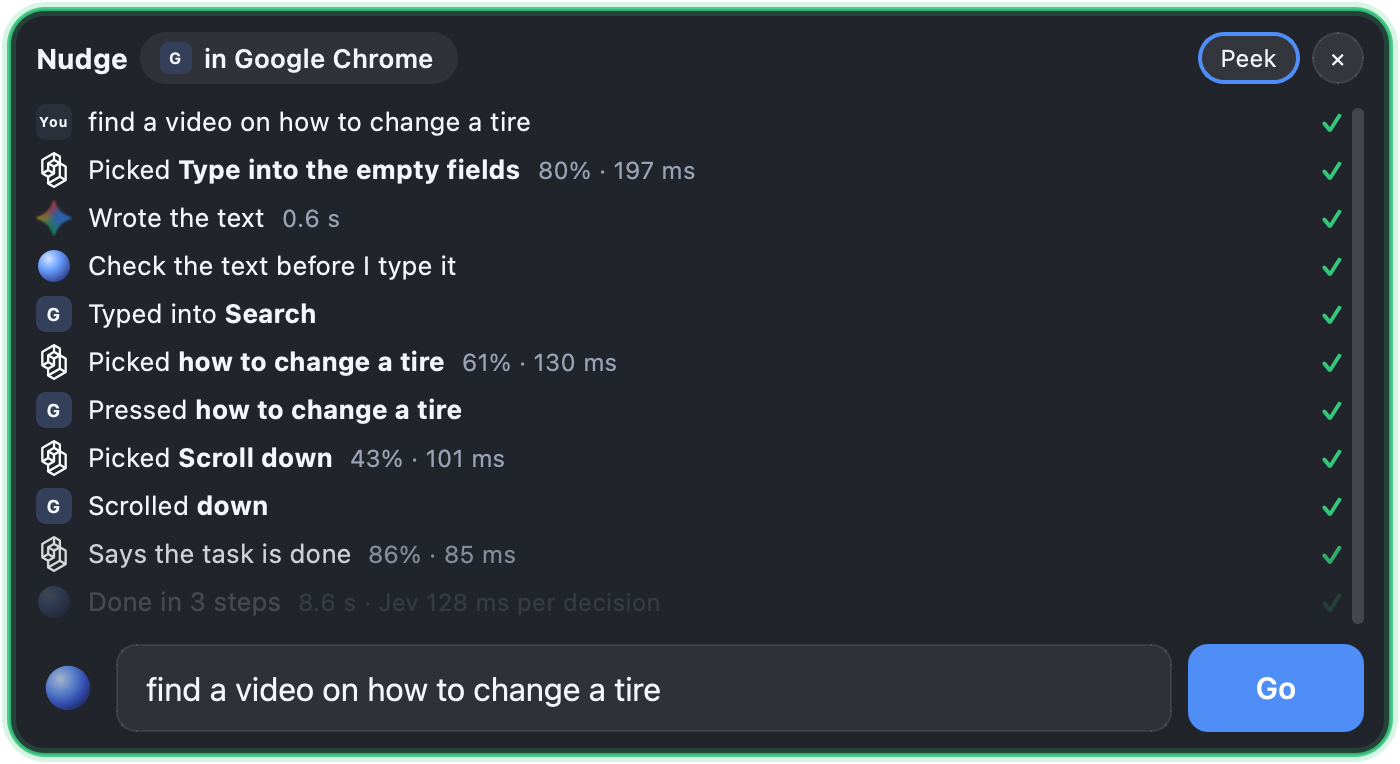 Nudge G in Google Chrome Peek ×
You find a video on how to change a tire
Picked Type into the empty fields 80% · 197 ms
Wrote the text 0.6 s
Check the text before I type it
G Typed into Search
Picked how to change a tire 61% · 130 ms
G Pressed how to change a tire
Picked Scroll down 43% · 101 ms
G Scrolled down
Says the task is done 86% · 85 ms
Done in 3 steps 8.6 s · Jev 128 ms per decision
find a video on how to change a tire Go